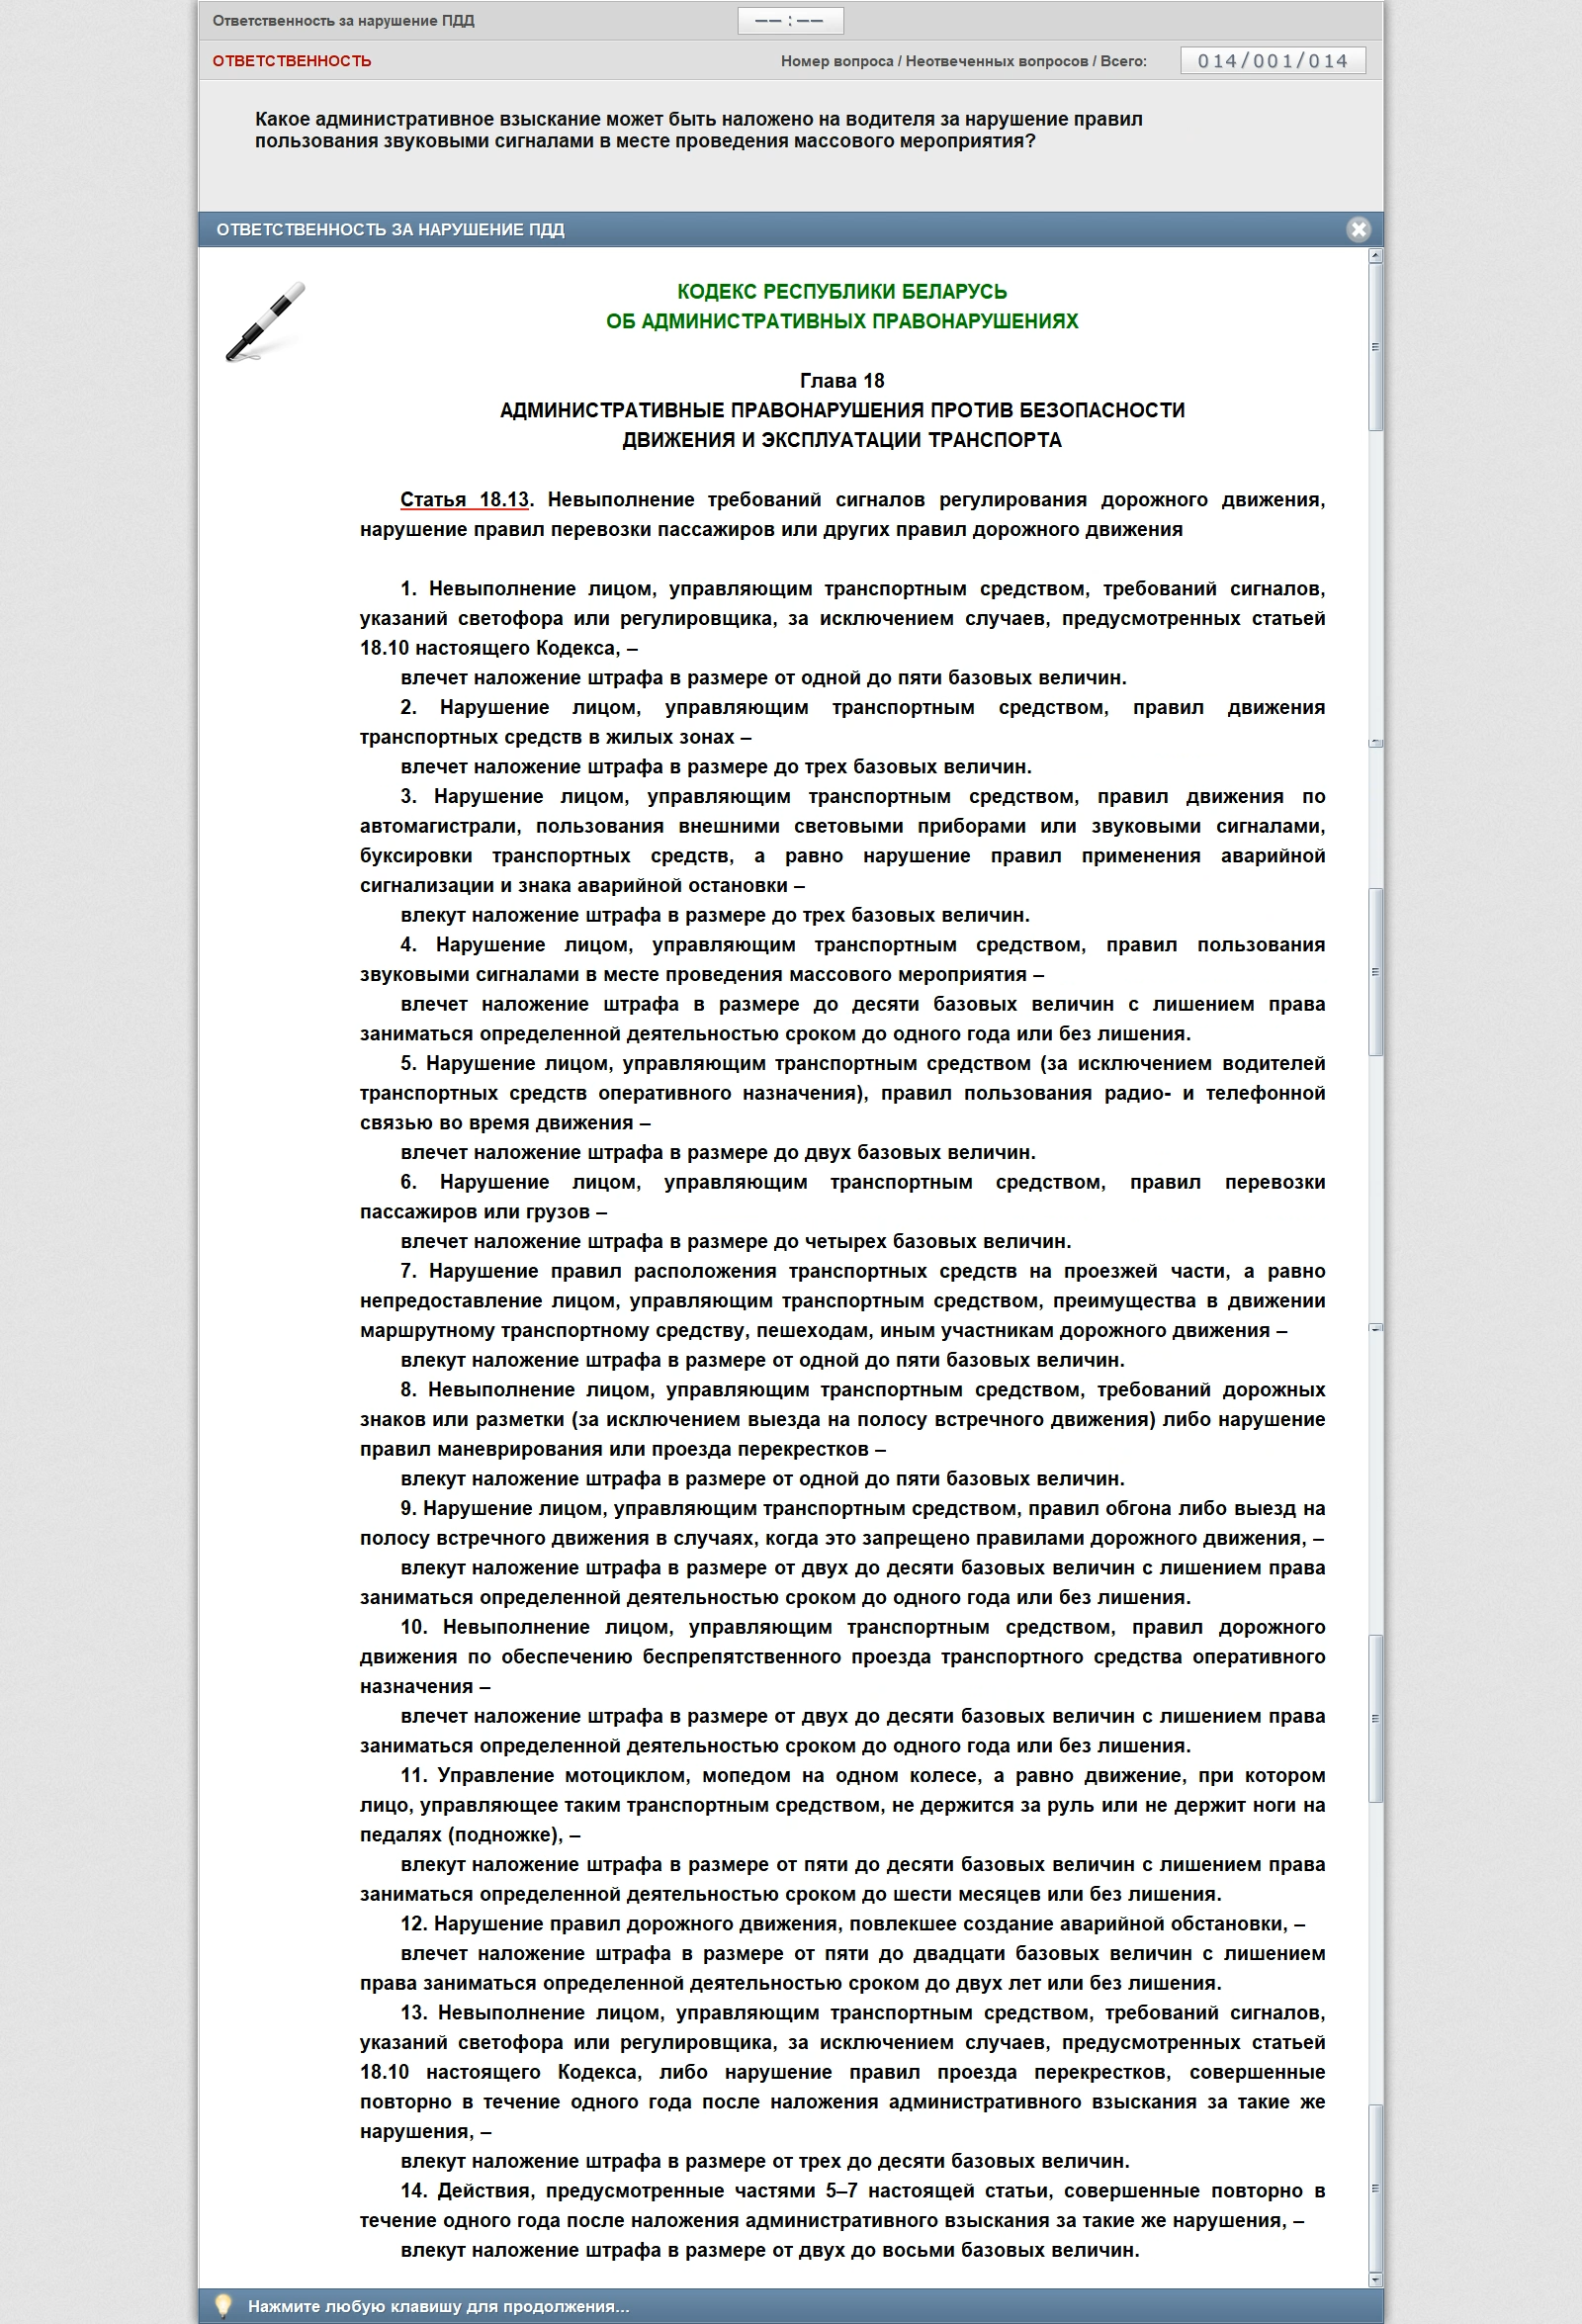 Ответственность за нарушение ПДД
−− : −−
ОТВЕТСТВЕННОСТЬ
Номер вопроса / Неотвеченных вопросов / Всего:
014/001/014
Какое административное взыскание может быть наложено на водителя за нарушение правил
пользования звуковыми сигналами в месте проведения массового мероприятия?
ОТВЕТСТВЕННОСТЬ ЗА НАРУШЕНИЕ ПДД
КОДЕКС РЕСПУБЛИКИ БЕЛАРУСЬ
ОБ АДМИНИСТРАТИВНЫХ ПРАВОНАРУШЕНИЯХ
Глава 18
АДМИНИСТРАТИВНЫЕ ПРАВОНАРУШЕНИЯ ПРОТИВ БЕЗОПАСНОСТИ
ДВИЖЕНИЯ И ЭКСПЛУАТАЦИИ ТРАНСПОРТА
Статья 18.13. Невыполнение требований сигналов регулирования дорожного движения,
нарушение правил перевозки пассажиров или других правил дорожного движения
1. Невыполнение лицом, управляющим транспортным средством, требований сигналов,
указаний светофора или регулировщика, за исключением случаев, предусмотренных статьей
18.10 настоящего Кодекса, –
влечет наложение штрафа в размере от одной до пяти базовых величин.
2. Нарушение лицом, управляющим транспортным средством, правил движения
транспортных средств в жилых зонах –
влечет наложение штрафа в размере до трех базовых величин.
3. Нарушение лицом, управляющим транспортным средством, правил движения по
автомагистрали, пользования внешними световыми приборами или звуковыми сигналами,
буксировки транспортных средств, а равно нарушение правил применения аварийной
сигнализации и знака аварийной остановки –
влекут наложение штрафа в размере до трех базовых величин.
4. Нарушение лицом, управляющим транспортным средством, правил пользования
звуковыми сигналами в месте проведения массового мероприятия –
влечет наложение штрафа в размере до десяти базовых величин с лишением права
заниматься определенной деятельностью сроком до одного года или без лишения.
5. Нарушение лицом, управляющим транспортным средством (за исключением водителей
транспортных средств оперативного назначения), правил пользования радио- и телефонной
связью во время движения –
влечет наложение штрафа в размере до двух базовых величин.
6. Нарушение лицом, управляющим транспортным средством, правил перевозки
пассажиров или грузов –
влечет наложение штрафа в размере до четырех базовых величин.
7. Нарушение правил расположения транспортных средств на проезжей части, а равно
непредоставление лицом, управляющим транспортным средством, преимущества в движении
маршрутному транспортному средству, пешеходам, иным участникам дорожного движения –
влекут наложение штрафа в размере от одной до пяти базовых величин.
8. Невыполнение лицом, управляющим транспортным средством, требований дорожных
знаков или разметки (за исключением выезда на полосу встречного движения) либо нарушение
правил маневрирования или проезда перекрестков –
влекут наложение штрафа в размере от одной до пяти базовых величин.
9. Нарушение лицом, управляющим транспортным средством, правил обгона либо выезд на
полосу встречного движения в случаях, когда это запрещено правилами дорожного движения, –
влекут наложение штрафа в размере от двух до десяти базовых величин с лишением права
заниматься определенной деятельностью сроком до одного года или без лишения.
10. Невыполнение лицом, управляющим транспортным средством, правил дорожного
движения по обеспечению беспрепятственного проезда транспортного средства оперативного
назначения –
влечет наложение штрафа в размере от двух до десяти базовых величин с лишением права
заниматься определенной деятельностью сроком до одного года или без лишения.
11. Управление мотоциклом, мопедом на одном колесе, а равно движение, при котором
лицо, управляющее таким транспортным средством, не держится за руль или не держит ноги на
педалях (подножке), –
влекут наложение штрафа в размере от пяти до десяти базовых величин с лишением права
заниматься определенной деятельностью сроком до шести месяцев или без лишения.
12. Нарушение правил дорожного движения, повлекшее создание аварийной обстановки, –
влечет наложение штрафа в размере от пяти до двадцати базовых величин с лишением
права заниматься определенной деятельностью сроком до двух лет или без лишения.
13. Невыполнение лицом, управляющим транспортным средством, требований сигналов,
указаний светофора или регулировщика, за исключением случаев, предусмотренных статьей
18.10 настоящего Кодекса, либо нарушение правил проезда перекрестков, совершенные
повторно в течение одного года после наложения административного взыскания за такие же
нарушения, –
влекут наложение штрафа в размере от трех до десяти базовых величин.
14. Действия, предусмотренные частями 5–7 настоящей статьи, совершенные повторно в
течение одного года после наложения административного взыскания за такие же нарушения, –
влекут наложение штрафа в размере от двух до восьми базовых величин.
Нажмите любую клавишу для продолжения...